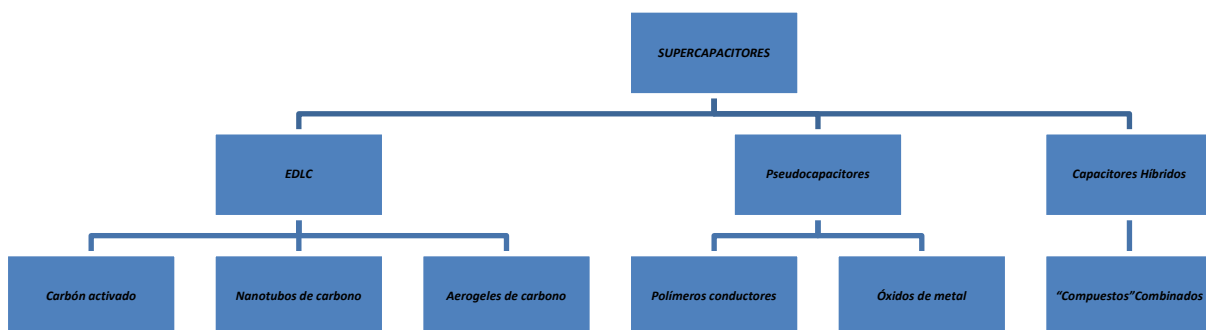 SUPERCAPACITORES
EDLC
Pseudocapacitores
Capacitores Híbridos
Carbón activado
Nanotubos de carbono
Aerogeles de carbono
Polímeros conductores
Óxidos de metal
“Compuestos”Combinados